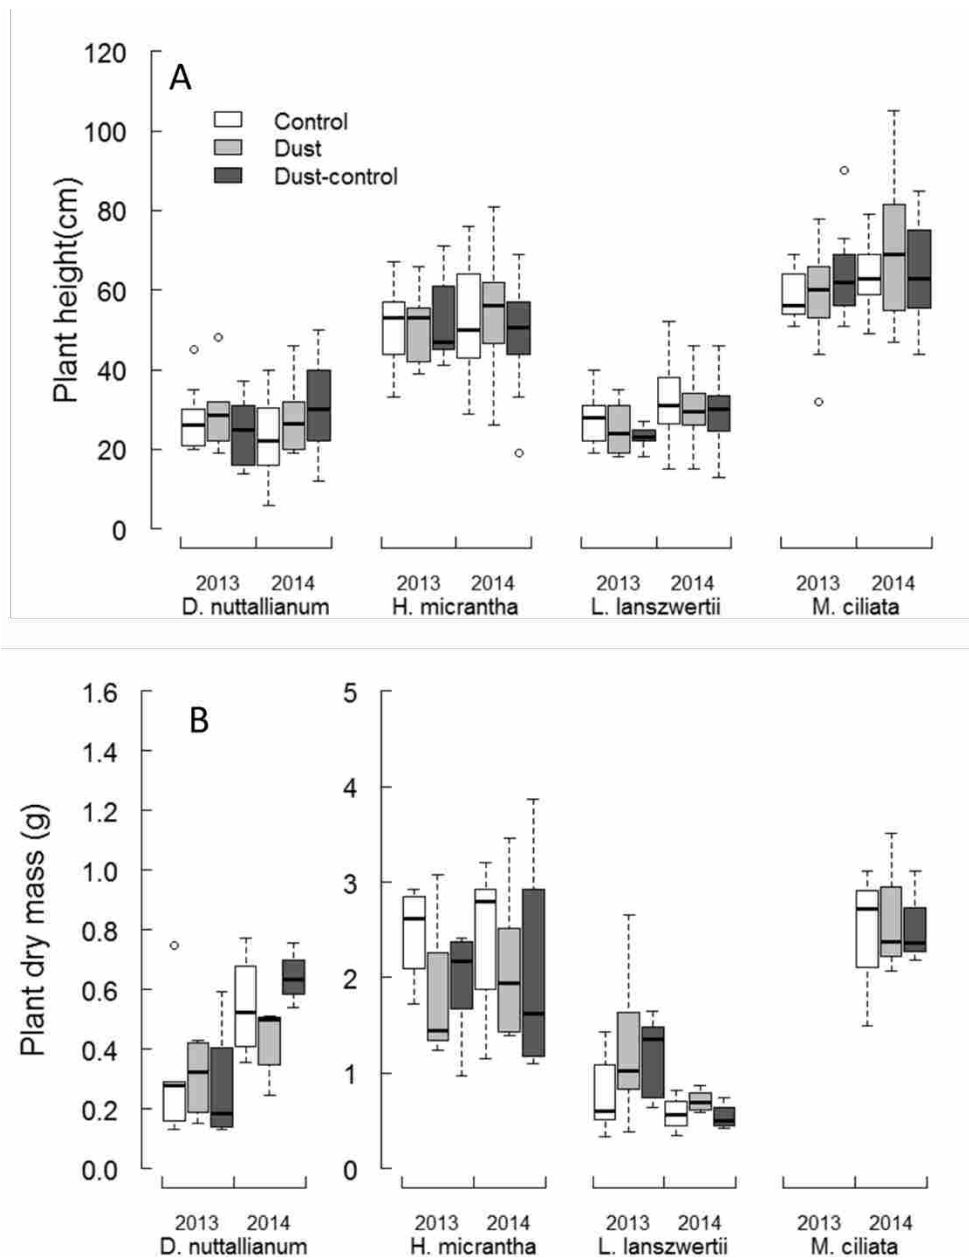 A
120
100
80
60
40
20
0
Plant height(cm)
Control
Dust
Dust-control
2013 2014 2013 2014 2013 2014 2013 2014
D. nuttallianum H. micrantha L. lanszwertii M. ciliata
B
1.6
1.4
1.2
1.0
0.8
0.6
0.4
0.2
0.0
Plant dry mass (g)
5
4
3
2
1
0
2013 2014 2013 2014 2013 2014 2013 2014
D. nuttallianum H. micrantha L. lanszwertii M. ciliata